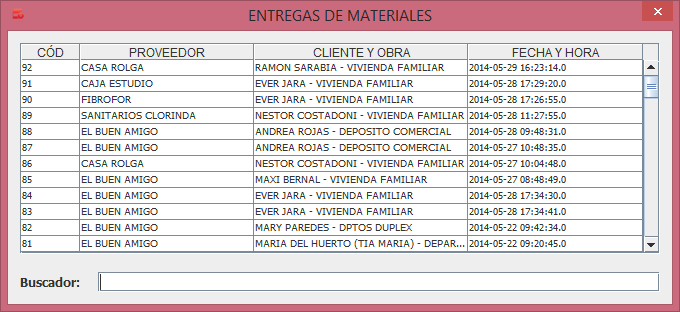 ENTREGAS DE MATERIALES
CÓD PROVEEDOR CLIENTE Y OBRA FECHA Y HORA
92 CASA ROLGA RAMON SARABIA - VIVIENDA FAMILIAR 2014-05-29 16:23:14.0
91 CAJA ESTUDIO EVER JARA - VIVIENDA FAMILIAR 2014-05-28 17:29:20.0
90 FIBROFOR EVER JARA - VIVIENDA FAMILIAR 2014-05-28 17:26:55.0
89 SANITARIOS CLORINDA NESTOR COSTADONI - VIVIENDA FAMILIAR 2014-05-28 11:27:55.0
88 EL BUEN AMIGO ANDREA ROJAS - DEPOSITO COMERCIAL 2014-05-28 09:48:31.0
87 EL BUEN AMIGO ANDREA ROJAS - DEPOSITO COMERCIAL 2014-05-27 10:48:35.0
86 CASA ROLGA NESTOR COSTADONI - VIVIENDA FAMILIAR 2014-05-27 10:04:48.0
85 EL BUEN AMIGO MAXI BERNAL - VIVIENDA FAMILIAR 2014-05-27 08:48:49.0
84 EL BUEN AMIGO EVER JARA - VIVIENDA FAMILIAR 2014-05-28 17:34:30.0
83 EL BUEN AMIGO EVER JARA - VIVIENDA FAMILIAR 2014-05-28 17:34:41.0
82 EL BUEN AMIGO MARY PAREDES - DPTOS DUPLEX 2014-05-22 09:42:34.0
81 EL BUEN AMIGO MARIA DEL HUERTO (TIA MARIA) - DEPAR... 2014-05-22 09:20:45.0
Buscador: